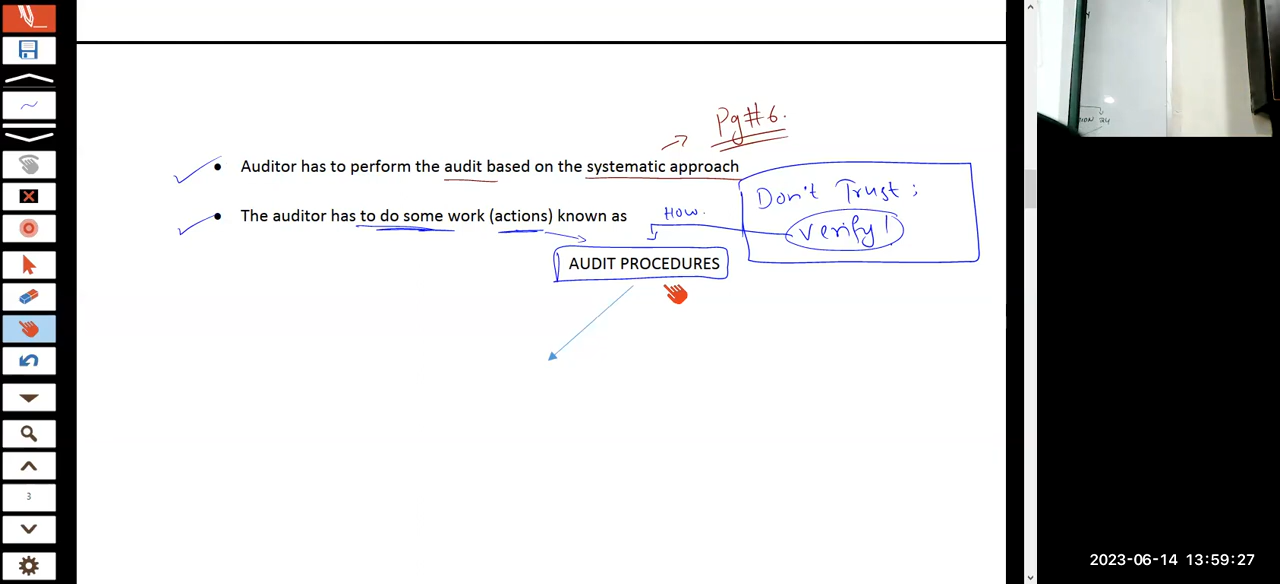 Pg#6.
• Auditor has to perform the audit based on the systematic approach
Don't Trust;
verify!
• The auditor has to do some work (actions) known as
How.
AUDIT PROCEDURES
3
2023-06-14 13:59:27